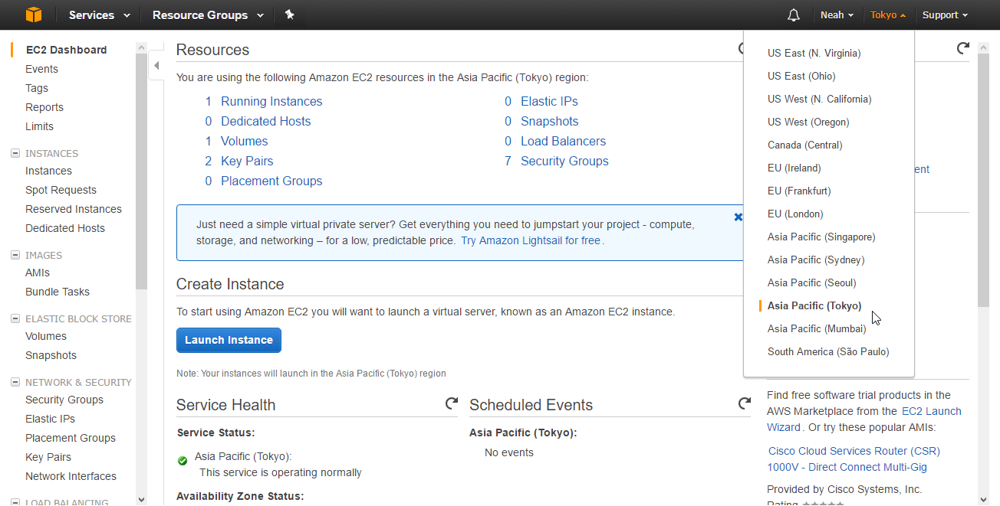 Services
Resource Groups
Neah
Tokyo
Support
EC2 Dashboard
Events
Tags
Reports
Limits
INSTANCES
Instances
Spot Requests
Reserved Instances
Dedicated Hosts
IMAGES
AMIs
Bundle Tasks
ELASTIC BLOCK STORE
Volumes
Snapshots
NETWORK & SECURITY
Security Groups
Elastic IPs
Placement Groups
Key Pairs
Network Interfaces
LOAD BALANCING
Resources
You are using the following Amazon EC2 resources in the Asia Pacific (Tokyo) region:
1 Running Instances
0 Elastic IPs
0 Dedicated Hosts
0 Snapshots
1 Volumes
0 Load Balancers
2 Key Pairs
7 Security Groups
0 Placement Groups
Just need a simple virtual private server? Get everything you need to jumpstart your project - compute,
storage, and networking – for a low, predictable price. Try Amazon Lightsail for free.
Create Instance
To start using Amazon EC2 you will want to launch a virtual server, known as an Amazon EC2 instance.
Launch Instance
Note: Your instances will launch in the Asia Pacific (Tokyo) region
Service Health
Service Status:
Asia Pacific (Tokyo):
This service is operating normally
Availability Zone Status:
Scheduled Events
Asia Pacific (Tokyo):
No events
US East (N. Virginia)
US East (Ohio)
US West (N. California)
US West (Oregon)
Canada (Central)
EU (Ireland)
EU (Frankfurt)
EU (London)
Asia Pacific (Singapore)
Asia Pacific (Sydney)
Asia Pacific (Seoul)
Asia Pacific (Tokyo)
Asia Pacific (Mumbai)
South America (São Paulo)
ent
Find free software trial products in the
AWS Marketplace from the EC2 Launch
Wizard. Or try these popular AMIs:
Cisco Cloud Services Router (CSR)
1000V - Direct Connect Multi-Gig
Provided by Cisco Systems, Inc.
Rating